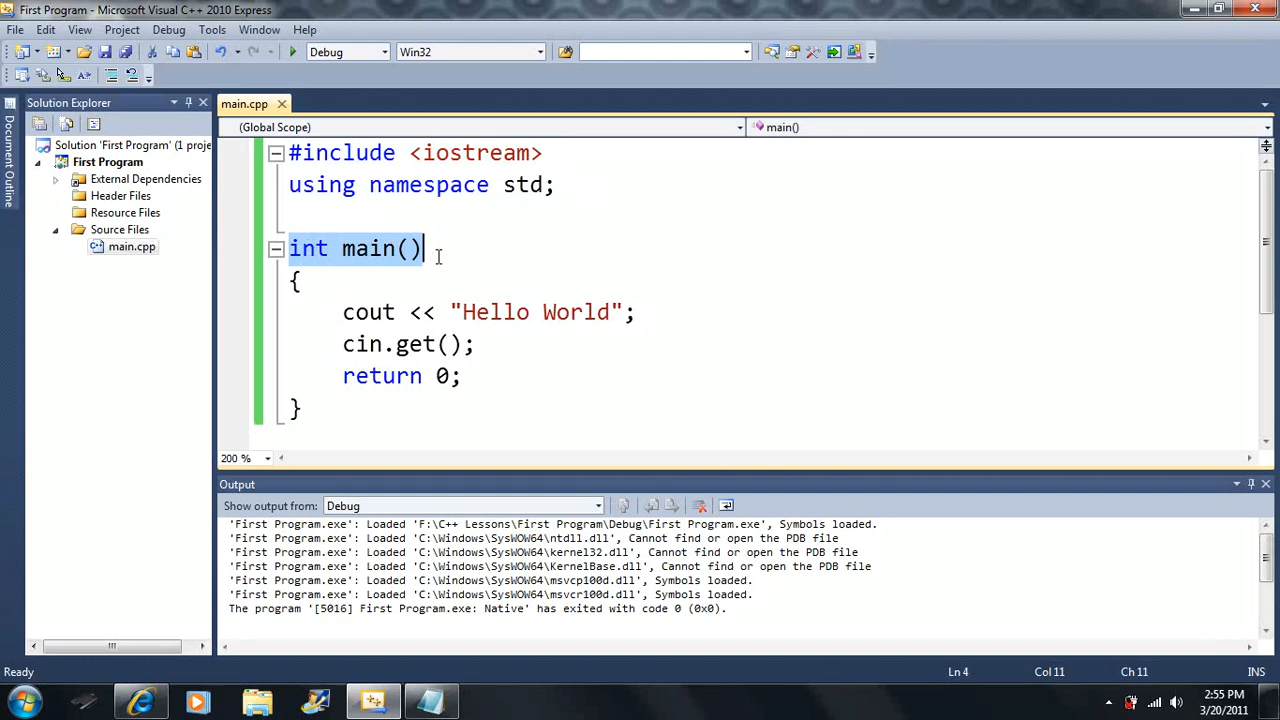 First Program - Microsoft Visual C++ 2010 Express
File Edit View Project Debug Tools Window Help
Debug Win32
Solution Explorer
main.cpp
Document Outline
(Global Scope)
main()
Solution 'First Program' (1 proje
First Program
External Dependencies
Header Files
Resource Files
Source Files
main.cpp
#include <iostream>
using namespace std;
int main()
{
cout << "Hello World";
cin.get();
return 0;
}
200 %
Output
Show output from: Debug
'First Program.exe': Loaded 'F:\C++ Lessons\First Program\Debug\First Program.exe', Symbols loaded.
'First Program.exe': Loaded 'C:\Windows\SysWOW64\ntdll.dll', Cannot find or open the PDB file
'First Program.exe': Loaded 'C:\Windows\SysWOW64\kernel32.dll', Cannot find or open the PDB file
'First Program.exe': Loaded 'C:\Windows\SysWOW64\KernelBase.dll', Cannot find or open the PDB file
'First Program.exe': Loaded 'C:\Windows\SysWOW64\msvcp100d.dll', Symbols loaded.
'First Program.exe': Loaded 'C:\Windows\SysWOW64\msvcr100d.dll', Symbols loaded.
The program '[5016] First Program.exe: Native' has exited with code 0 (0x0).
Ready Ln 4 Col 11 Ch 11 INS
2:55 PM
3/20/2011